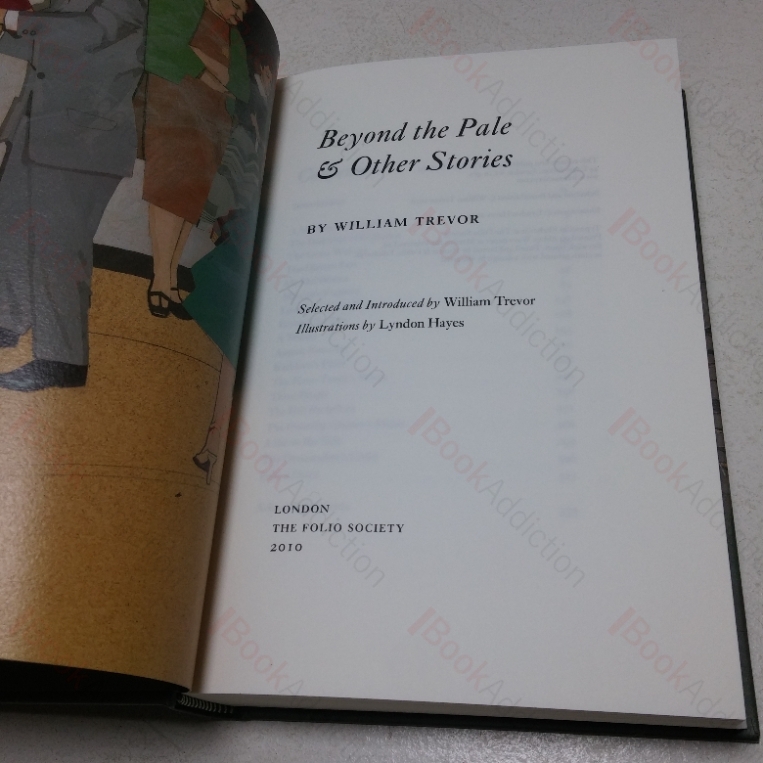 Beyond the Pale
& Other Stories
BY WILLIAM TREVOR
Selected and Introduced by William Trevor
Illustrations by Lyndon Hayes
LONDON
THE FOLIO SOCIETY
2010
BookAddiction